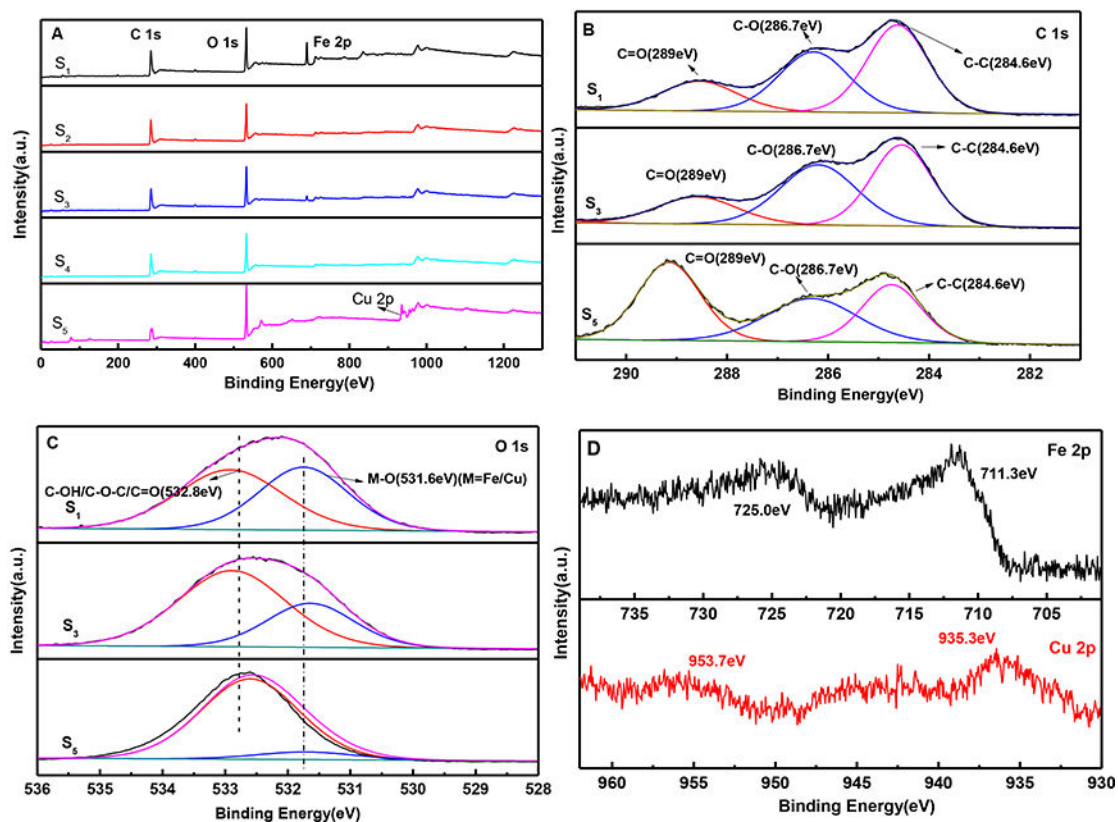 A
C 1s
O 1s
Fe 2p
S1
S2
S3
S4
Cu 2p
S5
0 200 400 600 800 1000 1200
Binding Energy(eV)
Intensity(a.u.)
B
C 1s
C-O(286.7eV)
C=O(289eV)
C-C(284.6eV)
S1
C-O(286.7eV)
C-C(284.6eV)
C=O(289eV)
S3
C=O(289eV)
C-O(286.7eV)
C-C(284.6eV)
S5
290 288 286 284 282
Binding Energy(eV)
Intensity(a.u.)
C
O 1s
C-OH/C-O-C/C=O(532.8eV)
M-O(531.6eV)(M=Fe/Cu)
S1
S3
S5
536 535 534 533 532 531 530 529 528
Binding Energy(eV)
Intensity(a.u.)
D
Fe 2p
711.3eV
725.0eV
735 730 725 720 715 710 705
Cu 2p
935.3eV
953.7eV
960 955 950 945 940 935 930
Binding Energy(eV)
Intensity(a.u.)